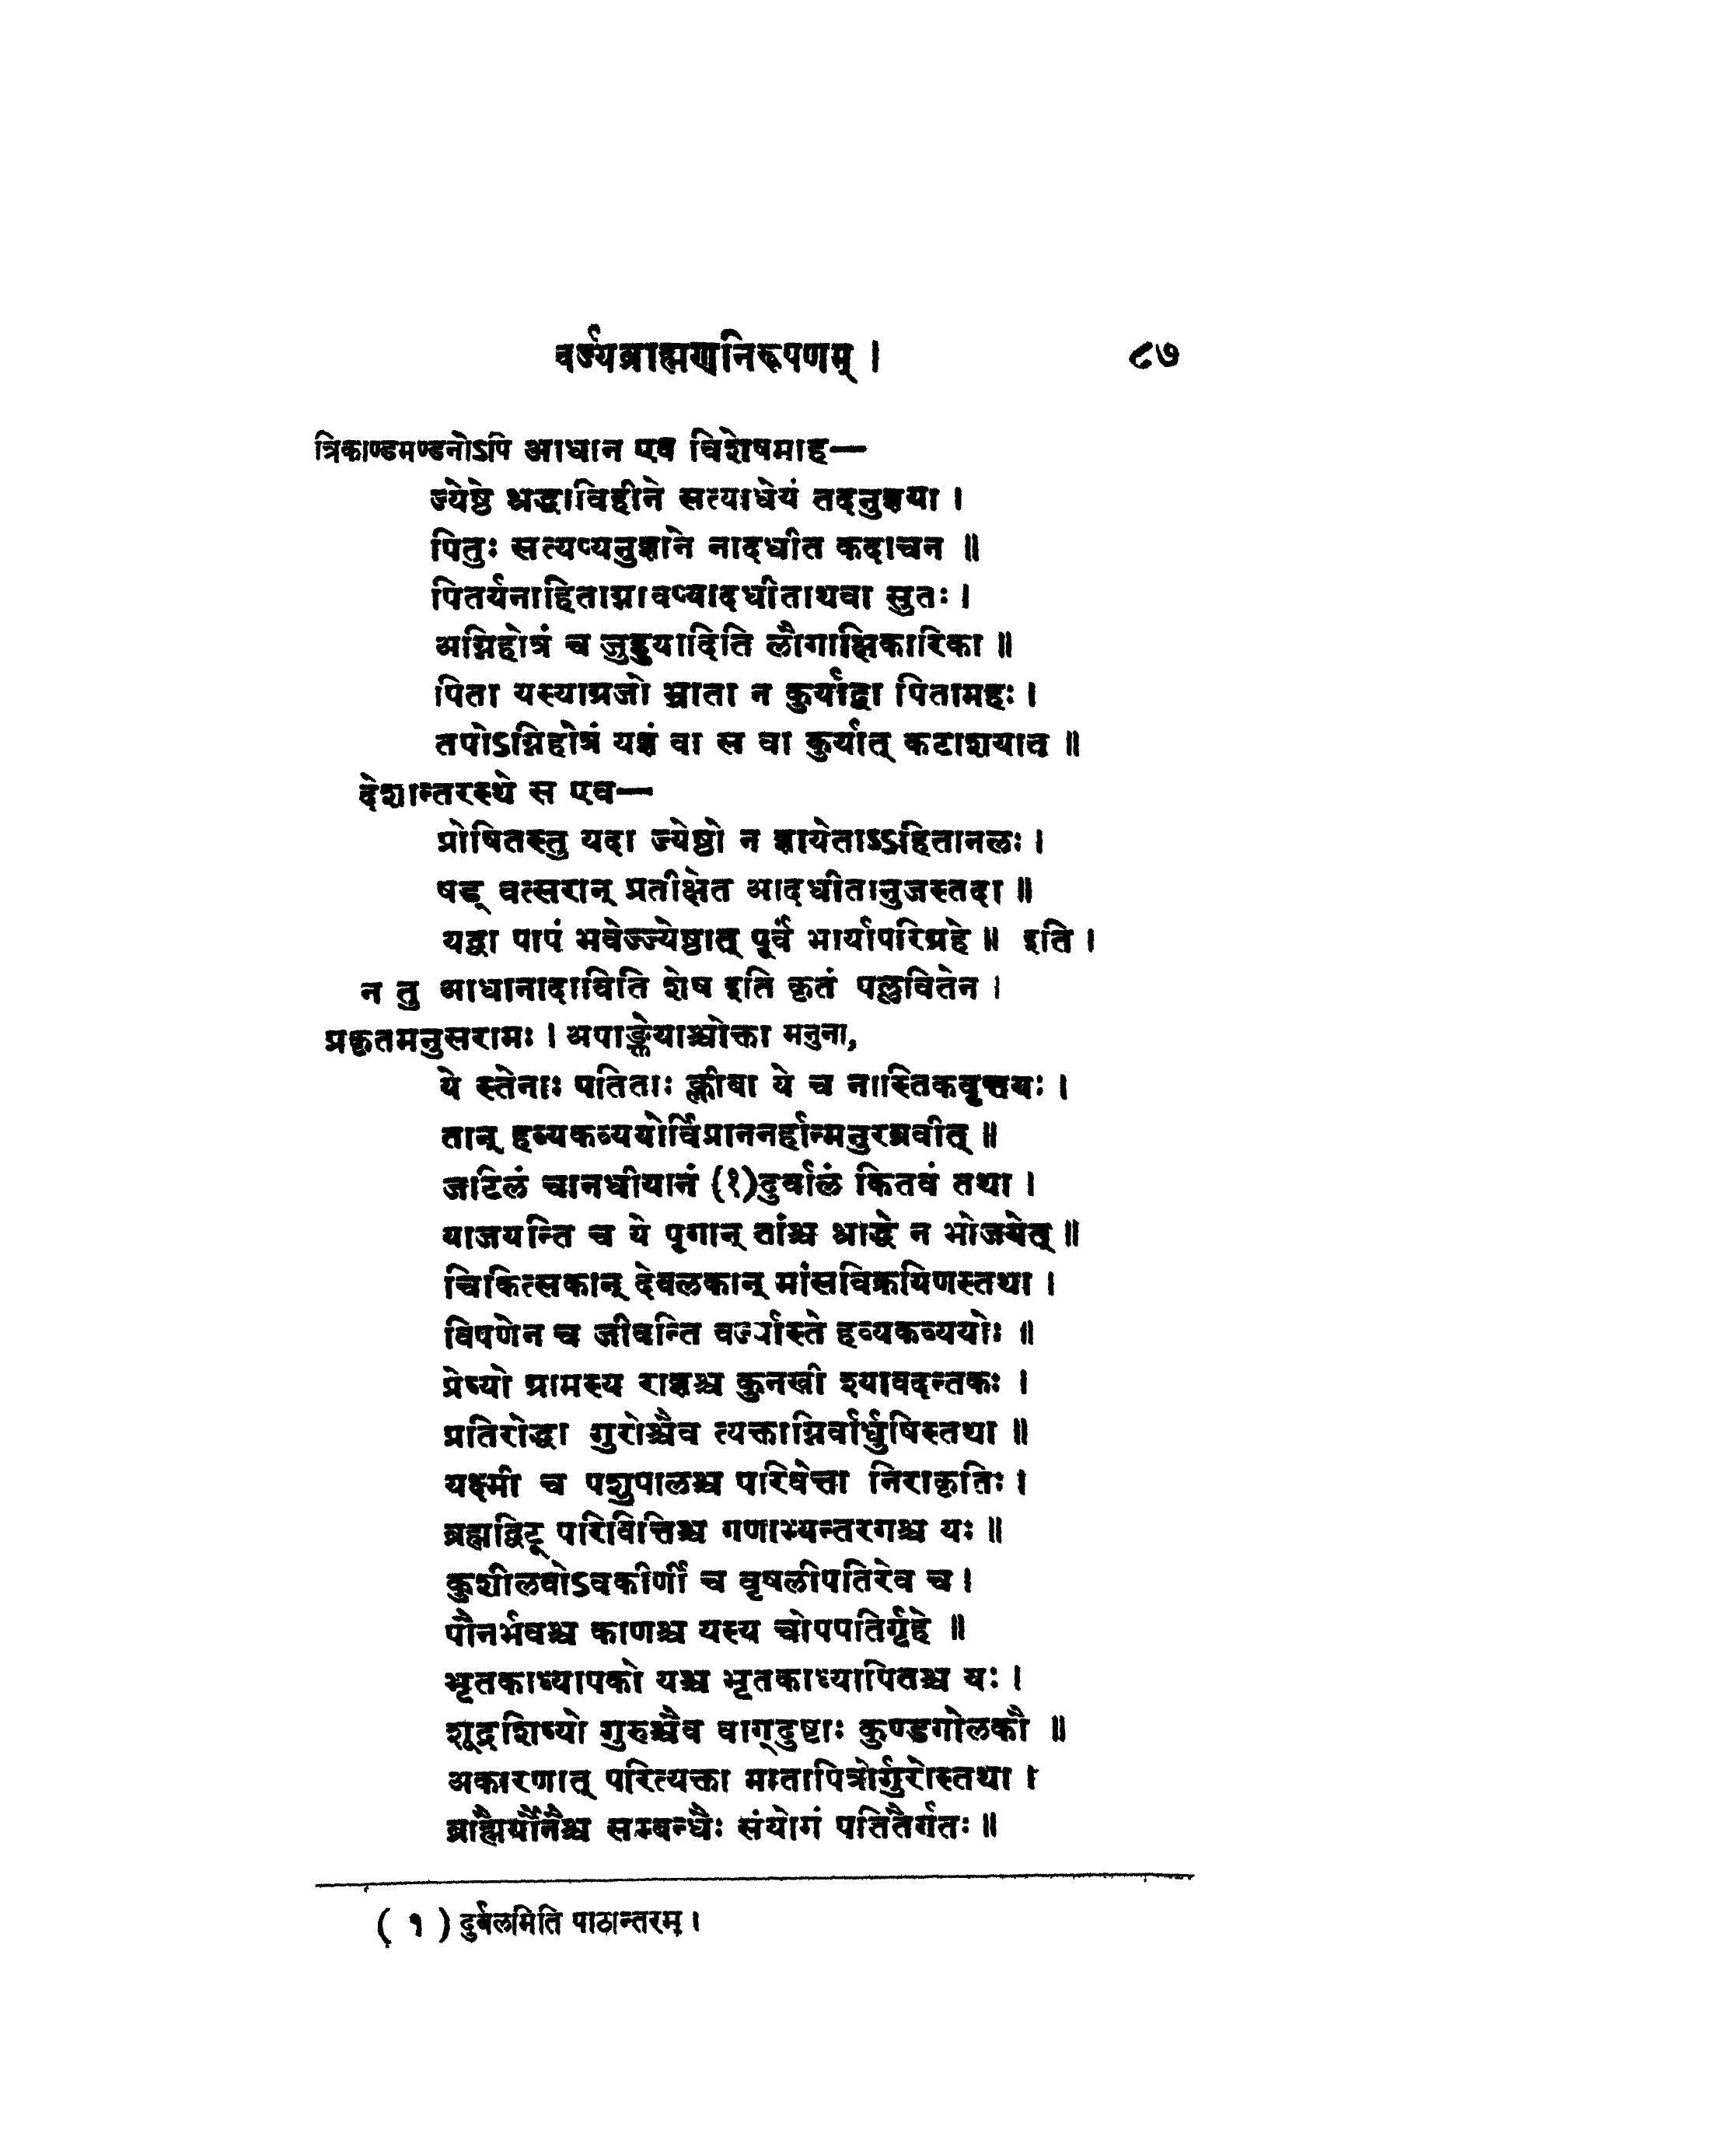 वर्ज्यब्राह्मणनिरूपणम् । ८७
त्रिकाण्डमण्डनोऽपि आधान एव विशेषमाह—
ज्येष्ठे श्रद्धाविहीने सत्याधेयं तदनुज्ञया ।
पितुः सत्यप्यनुज्ञाने नादधीत कदाचन ॥
पितर्यनाहिताग्नावप्यादधीताथवा सुतः ।
अग्निहोत्रं च जुहुयादिति लौगाक्षिकारिका ॥
पिता यस्याग्रजो भ्राता न कुर्याद्वा पितामहः ।
तपोऽग्निहोत्रं यज्ञं वा स वा कुर्यात् कटाशयात ॥
देशान्तरस्थे स एव—
प्रोषितस्तु यदा ज्येष्ठो न ज्ञायेताऽऽहितानलः ।
षड् वत्सरान् प्रतीक्षेत आदधीतानुजस्तदा ॥
यद्वा पापं भवेज्ज्येष्ठात् पूर्वं भार्यापरिग्रहे ॥ इति ।
न तु आधानादाविति शेष इति कृतं पल्लवितेन ।
प्रकृतमनुसरामः । अपाङ्क्तेयाश्चोक्ता मनुना,
ये स्तेनाः पतिताः क्लीबा ये च नास्तिकवृत्तयः ।
तान् हव्यकव्ययोर्विप्राननर्हान्मनुरब्रवीत् ॥
जटिलं चानधीयानं (१)दुर्वालं कितवं तथा ।
याजयन्ति च ये पूगान् तांश्च श्राद्धे न भोजयेत् ॥
चिकित्सकान् देवलकान् मांसविक्रयिणस्तथा ।
विपणेन च जीवन्ति वर्ज्यास्ते हव्यकव्ययोः ॥
प्रेष्यो ग्रामस्य राज्ञश्च कुनखी श्यावदन्तकः ।
प्रतिरोद्धा गुरोश्चैव त्यक्ताग्निर्वार्धुषिस्तथा ॥
यक्ष्मी च पशुपालश्च परिवेत्ता निराकृतिः ।
ब्रह्मद्विट् परिवित्तिश्च गणाभ्यन्तरगश्च यः ॥
कुशीलवोऽवकीर्णी च वृषलीपतिरेव च ।
पौनर्भवश्च काणश्च यस्य चोपपतिर्गृहे ॥
भृतकाध्यापको यश्च भृतकाध्यापितश्च यः ।
शूद्रशिष्यो गुरुश्चैव वाग्दुष्टाः कुण्डगोलकौ ॥
अकारणात् परित्यक्ता मातापित्रोर्गुरोस्तथा ।
ब्राह्मैर्यौनैश्च सम्बन्धैः संयोगं पतितैर्गतः ॥
( १ ) दुर्बलमिति पाठान्तरम् ।